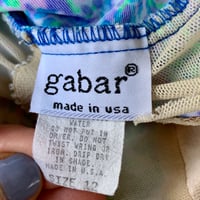 gabar®
made in usa
WATER
DO NOT PUT IN
DRYER. DO NOT
TWIST WRING OR
IRON. DRIP DRY
IN SHADE.
MADE IN U.S.A.
SIZE 12